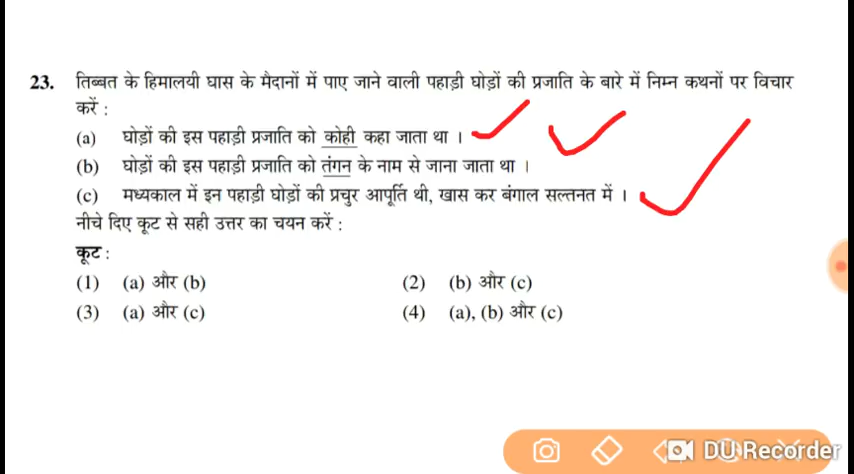 23. तिब्बत के हिमालयी घास के मैदानों में पाए जाने वाली पहाड़ी घोड़ों की प्रजाति के बारे में निम्न कथनों पर विचार
करें :
(a) घोड़ों की इस पहाड़ी प्रजाति को कोही कहा जाता था ।
(b) घोड़ों की इस पहाड़ी प्रजाति को तंगन के नाम से जाना जाता था ।
(c) मध्यकाल में इन पहाड़ी घोड़ों की प्रचुर आपूर्ति थी, खास कर बंगाल सल्तनत में ।
नीचे दिए कूट से सही उत्तर का चयन करें :
कूट :
(1) (a) और (b) (2) (b) और (c)
(3) (a) और (c) (4) (a), (b) और (c)
DU Recorder